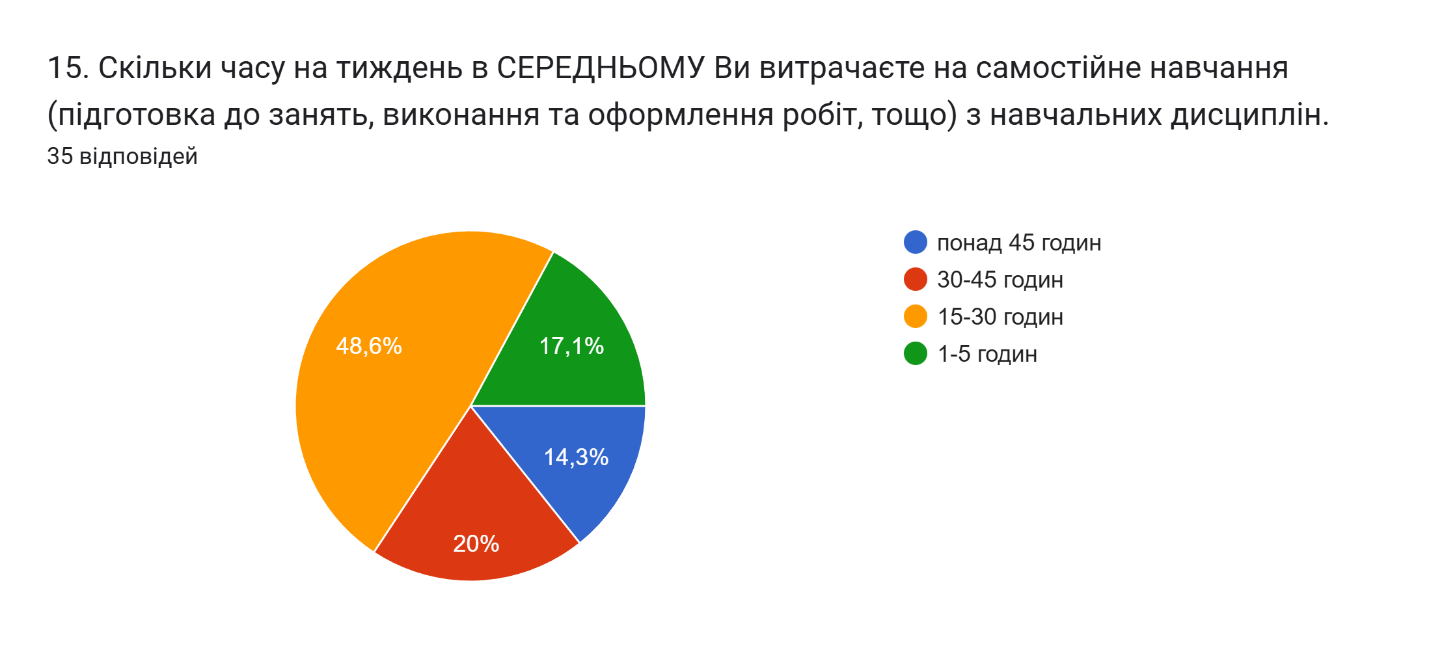 15. Скільки часу на тиждень в СЕРЕДНЬОМУ Ви витрачаєте на самостійне навчання
(підготовка до занять, виконання та оформлення робіт, тощо) з навчальних дисциплін.
35 відповідей
понад 45 годин
30-45 годин
15-30 годин
1-5 годин
48,6%
17,1%
14,3%
20%